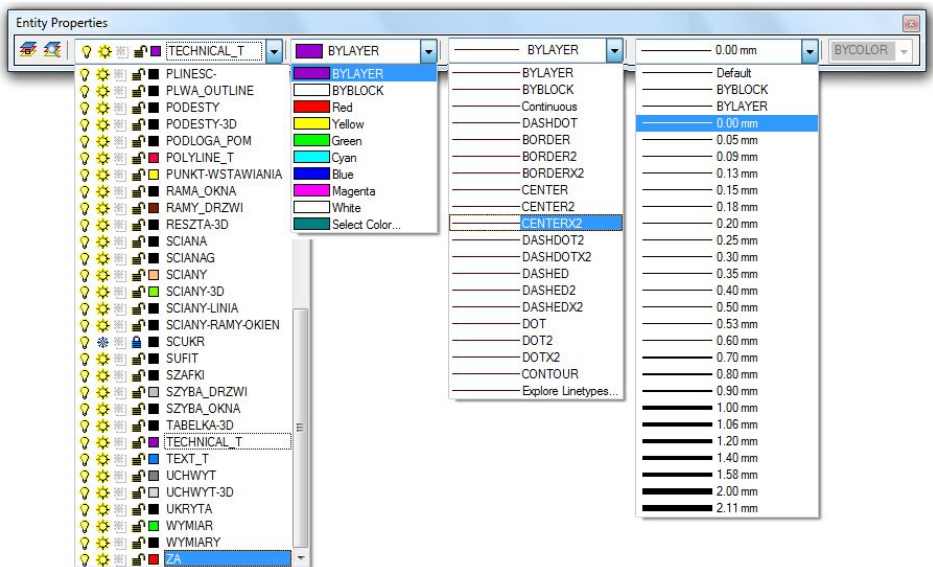 Entity Properties
TECHNICAL_T
BYLAYER
BYLAYER
0.00 mm
BYCOLOR
PLINESC-
PLWA_OUTLINE
PODESTY
PODESTY-3D
PODLOGA_POM
POLYLINE_T
PUNKT-WSTAWIANIA
RAMA_OKNA
RAMY_DRZWI
RESZTA-3D
SCIANA
SCIANAG
SCIANY
SCIANY-3D
SCIANY-LINIA
SCIANY-RAMY-OKIEN
SCUKR
SUFIT
SZAFKI
SZYBA_DRZWI
SZYBA_OKNA
TABELKA-3D
TECHNICAL_T
TEXT_T
UCHWYT
UCHWYT-3D
UKRYTA
WYMIAR
WYMIARY
ZA
BYLAYER
BYBLOCK
Red
Yellow
Green
Cyan
Blue
Magenta
White
Select Color...
BYLAYER
BYBLOCK
Continuous
DASHDOT
BORDER
BORDER2
BORDERX2
CENTER
CENTER2
CENTERX2
DASHDOT2
DASHDOTX2
DASHED
DASHED2
DASHEDX2
DOT
DOT2
DOTX2
CONTOUR
Explore Linetypes...
Default
BYBLOCK
BYLAYER
0.00 mm
0.05 mm
0.09 mm
0.13 mm
0.15 mm
0.18 mm
0.20 mm
0.25 mm
0.30 mm
0.35 mm
0.40 mm
0.50 mm
0.53 mm
0.60 mm
0.70 mm
0.80 mm
0.90 mm
1.00 mm
1.06 mm
1.20 mm
1.40 mm
1.58 mm
2.00 mm
2.11 mm